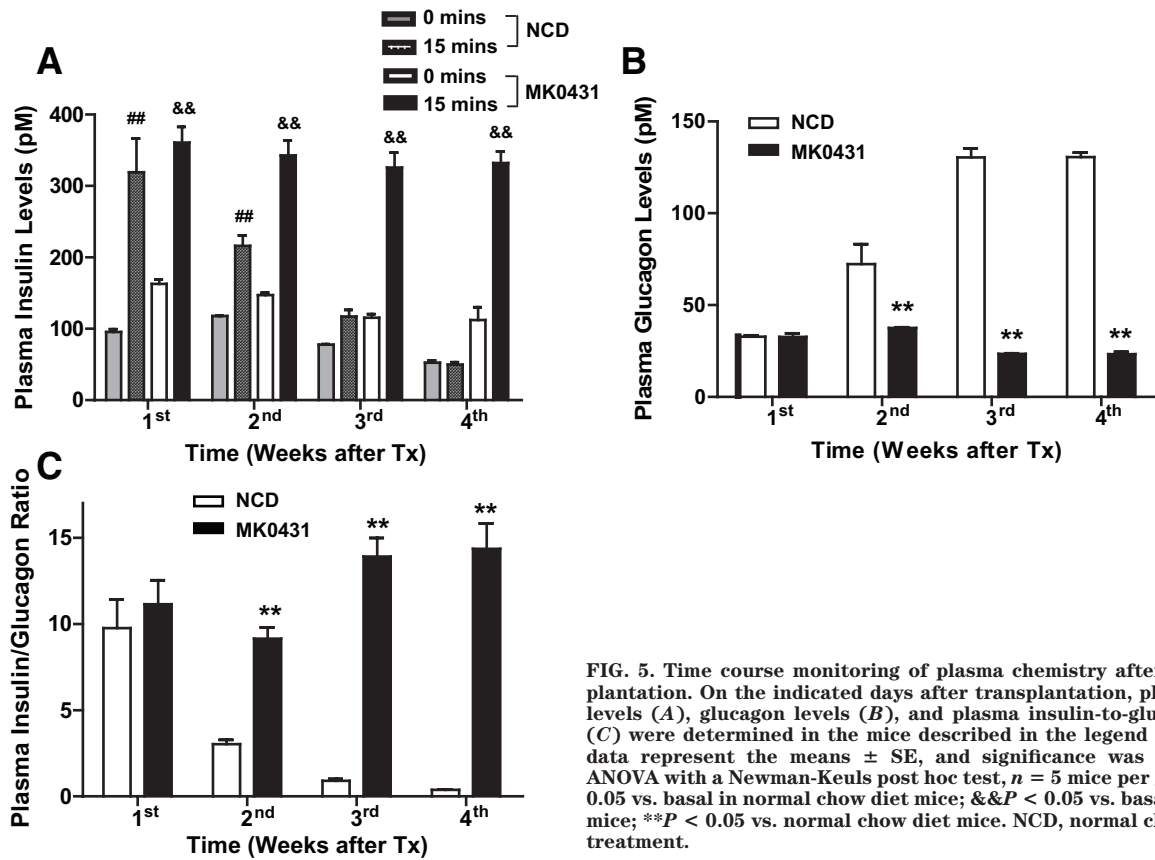 A
0 mins
15 mins
NCD
0 mins
15 mins
MK0431
Plasma Insulin Levels (pM)
400
300
200
100
0
## && ## && && &&
1st 2nd 3rd 4th
Time (Weeks after Tx)
B
NCD
MK0431
Plasma Glucagon Levels (pM)
150
100
50
0
** ** **
1st 2nd 3rd 4th
Time (Weeks after Tx)
C
NCD
MK0431
Plasma Insulin/Glucagon Ratio
15
10
5
0
** ** **
1st 2nd 3rd 4th
Time (Weeks after Tx)
FIG. 5. Time course monitoring of plasma chemistry after
plantation. On the indicated days after transplantation, pl
levels (A), glucagon levels (B), and plasma insulin-to-glu
(C) were determined in the mice described in the legend
data represent the means ± SE, and significance was
ANOVA with a Newman-Keuls post hoc test, n = 5 mice per
0.05 vs. basal in normal chow diet mice; &&P < 0.05 vs. basa
mice; **P < 0.05 vs. normal chow diet mice. NCD, normal ch
treatment.